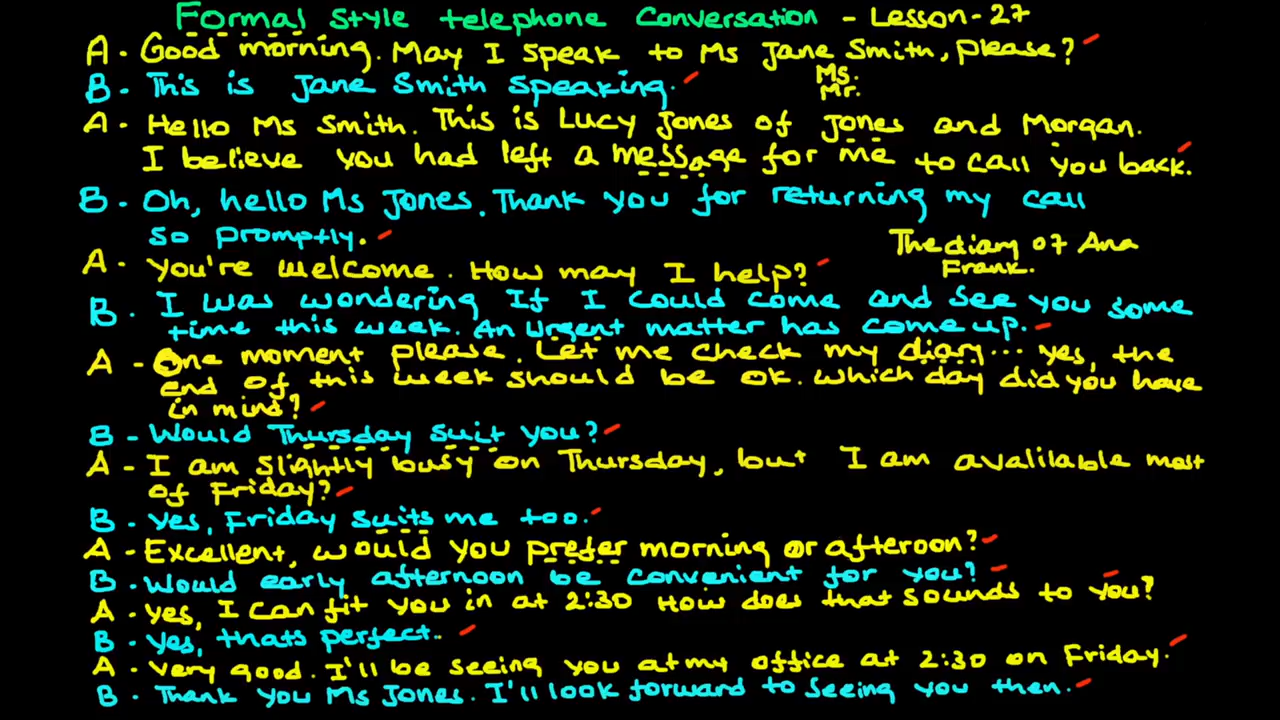 Formal style telephone conversation - Lesson-27
A - Good morning. May I speak to Ms Jane Smith, please?
B - This is Jane Smith speaking.
Ms.
Mr.
A - Hello Ms Smith. This is Lucy Jones of Jones and Morgan.
I believe you had left a message for me to call you back.
B - Oh, hello Ms Jones. Thank you for returning my call
so promptly.
The diary of Ana
Frank.
A - You're welcome. How may I help?
B - I was wondering If I could come and see you some
time this week. An urgent matter has come up.
A - One moment please. Let me check my diary... yes, the
end of this week should be ok. Which day did you have
in mind?
B - Would Thursday suit you?
A - I am slightly busy on Thursday, but I am avalilable most
of Friday?
B - Yes, Friday suits me too.
A - Excellent, would you prefer morning or afteroon?
B - Would early afternoon be convenient for you?
A - Yes, I can fit you in at 2:30 How does that sounds to you?
B - Yes, thats perfect.
A - Very good. I'll be seeing you at my office at 2:30 on Friday.
B - Thank you Ms Jones. I'll look forward to seeing you then.